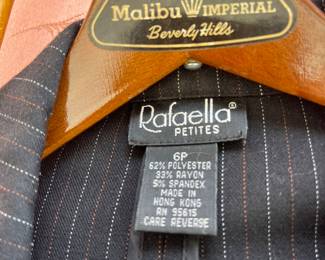 Malibu IMPERIAL
Beverly Hills
Rafaella®
PETITES
6P
62% POLYESTER
33% RAYON
5% SPANDEX
MADE IN
HONG KONG
RN 95615
CARE REVERSE